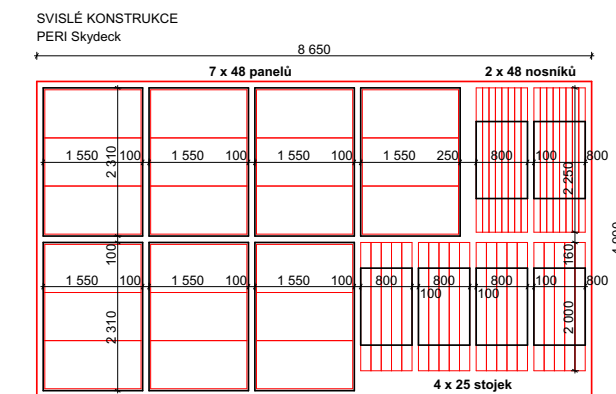 SVISLÉ KONSTRUKCE
PERI Skydeck
8 650
7 x 48 panelů 2 x 48 nosníků
1 550 100 1 550 100 1 550 100 1 550 250 800 100 800
2 310
2 250
100
160
1 550 100 1 550 100 1 550 100 800 100 800 100 800 100 800
2 310
2 000
4 x 25 stojek